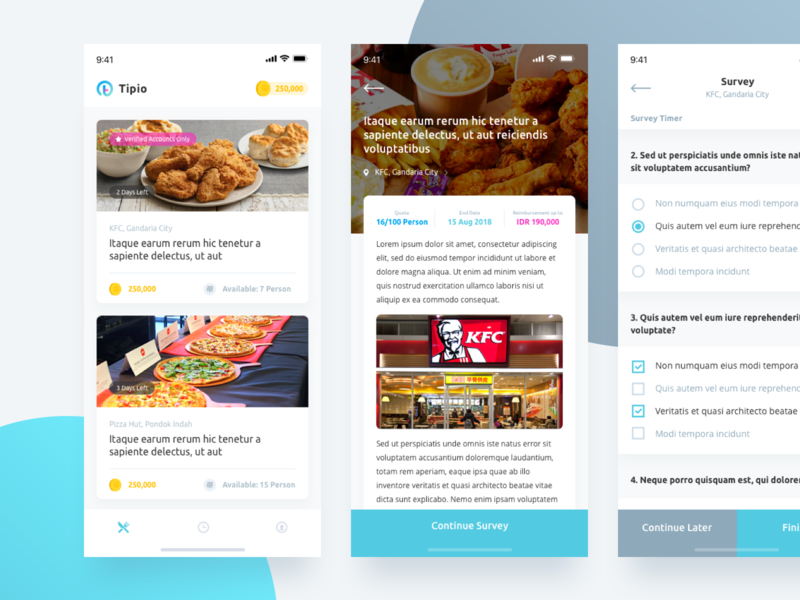 9:41
Tipio
250,000
Verified Accounts Only
2 Days Left
KFC, Gandaria City
Itaque earum rerum hic tenetur a
sapiente delectus, ut aut
250,000
Available: 7 Person
3 Days Left
Pizza Hut, Pondok Indah
Itaque earum rerum hic tenetur a
sapiente delectus, ut aut
250,000
Available: 15 Person
9:41
Itaque earum rerum hic tenetur a
sapiente delectus, ut aut reiciendis
voluptatibus
KFC, Gandaria City
Quota
16/100 Person
End Date
15 Aug 2018
Reimbursement up to
IDR 190,000
Lorem ipsum dolor sit amet, consectetur adipiscing
elit, sed do eiusmod tempor incididunt ut labore et
dolore magna aliqua. Ut enim ad minim veniam,
quis nostrud exercitation ullamco laboris nisi ut
aliquip ex ea commodo consequat.
KFC
Sed ut perspiciatis unde omnis iste natus error sit
voluptatem accusantium doloremque laudantium,
totam rem aperiam, eaque ipsa quae ab illo
inventore veritatis et quasi architecto beatae vitae
dicta sunt explicabo. Nemo enim ipsam voluptatem
Continue Survey
9:41
Survey
KFC, Gandaria City
Survey Timer
2. Sed ut perspiciatis unde omnis iste nat
sit voluptatem accusantium?
Non numquam eius modi tempora
Quis autem vel eum iure reprehend
Veritatis et quasi architecto beatae
Modi tempora incidunt
3. Quis autem vel eum iure reprehenderit
voluptate?
Non numquam eius modi tempora
Quis autem vel eum iure reprehend
Veritatis et quasi architecto beatae
Modi tempora incidunt
4. Neque porro quisquam est, qui dolore
Continue Later
Fini